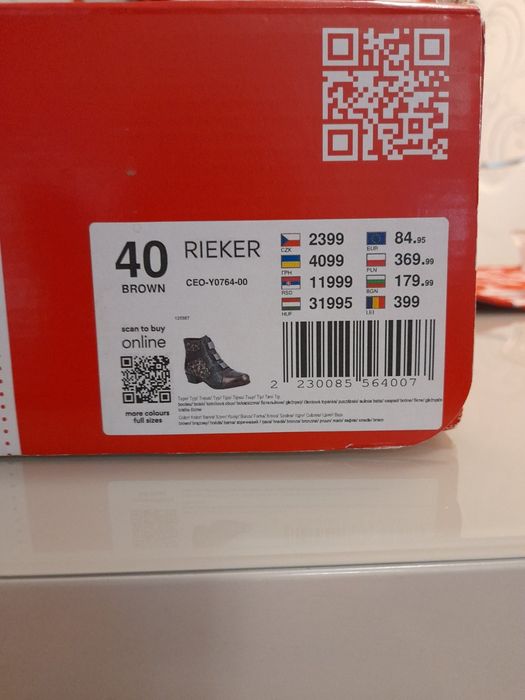 40
BROWN
RIEKER
CEO-Y0764-00
CZK 2399
ГРН 4099
RSD 11999
HUF 31995
EUR 84.95
PLN 369.99
BGN 179.99
LEI 399
scan to buy
online
more colours
full sizes
2 230085 564007